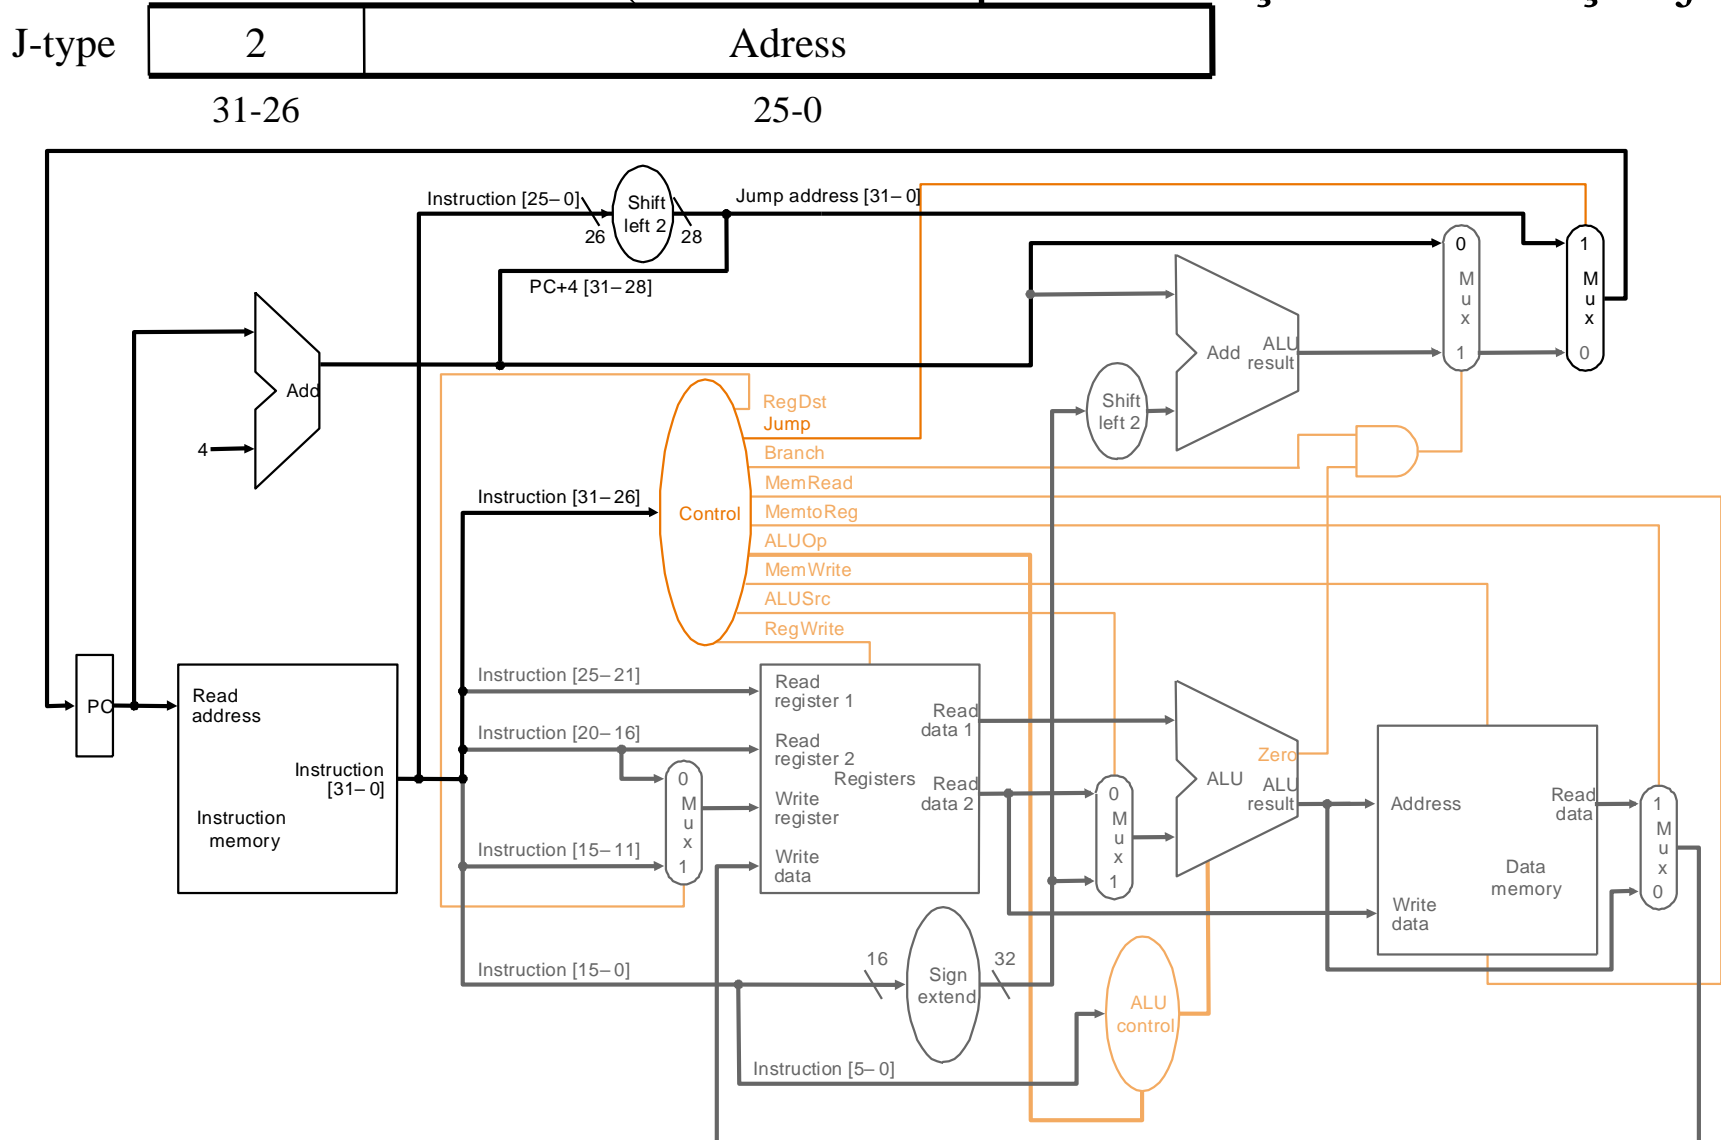 J-type 2 Adress
31-26 25-0
Instruction [25–0]
26
Shift
left 2
28
Jump address [31–0]
PC+4 [31–28]
Add
4
0
M
u
x
1
1
M
u
x
0
Add
ALU
result
Shift
left 2
RegDst
Jump
Branch
MemRead
MemtoReg
ALUOp
MemWrite
ALUSrc
RegWrite
Control
Instruction [31–26]
PC
Read
address
Instruction
[31–0]
Instruction
memory
Instruction [25–21]
Instruction [20–16]
Instruction [15–11]
Instruction [15–0]
Instruction [5–0]
0
M
u
x
1
Read
register 1
Read
register 2
Registers
Write
register
Write
data
Read
data 1
Read
data 2
0
M
u
x
1
Zero
ALU
ALU
result
Address
Read
data
Data
memory
Write
data
1
M
u
x
0
16
Sign
extend
32
ALU
control